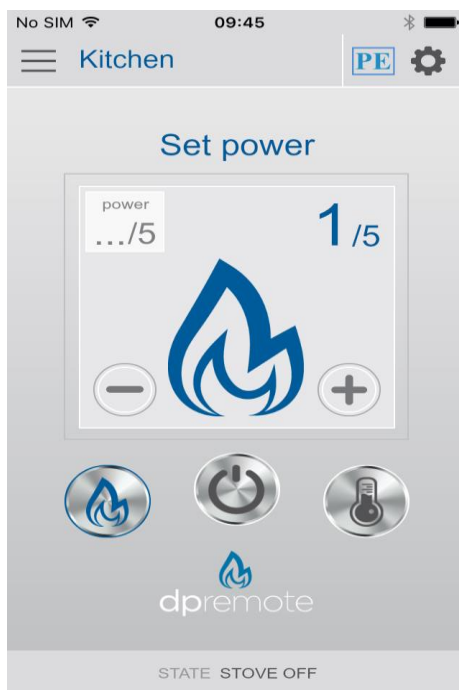 No SIM 09:45
Kitchen PE
Set power
power
.../5
1/5
dpremote
STATE STOVE OFF